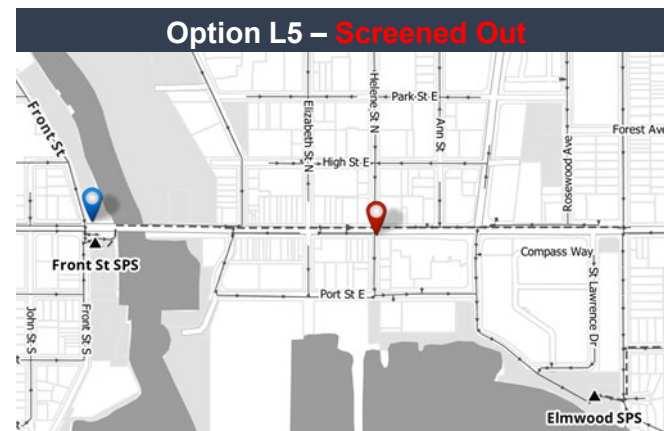 Option L5 – Screened Out
Front St
Elizabeth St N
Helene St N
Park St E
Ann St
Rosewood Ave
Forest Ave
High St E
Front St SPS
Compass Way
Port St E
St Lawrence Dr
John St S
Front St S
Elmwood SPS